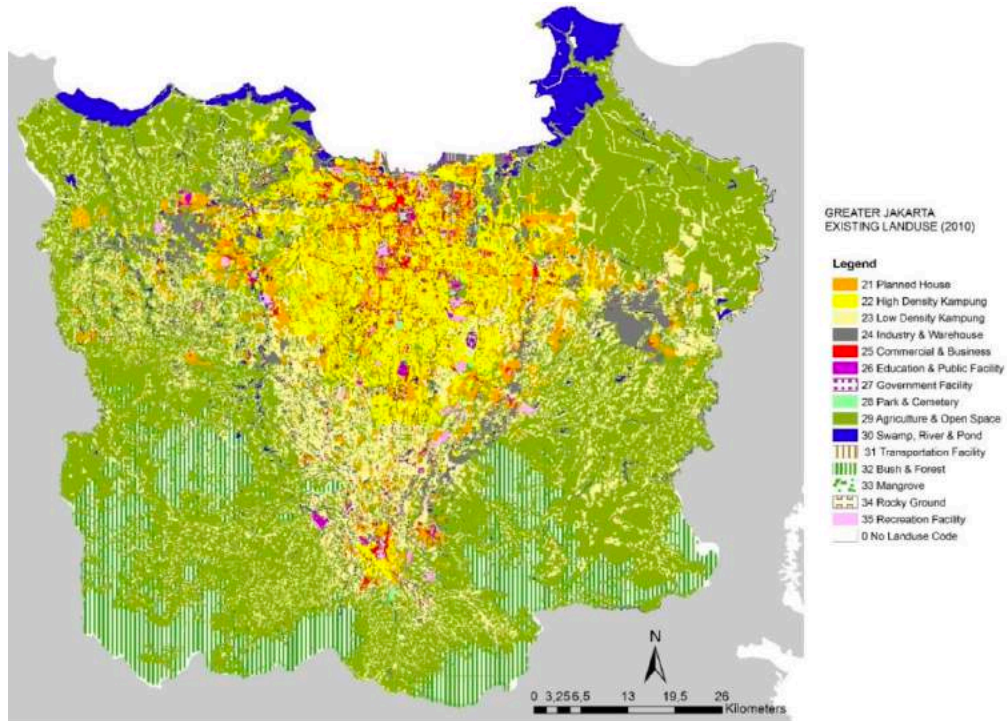 GREATER JAKARTA
EXISTING LANDUSE (2010)
Legend
21 Planned House
22 High Density Kampung
23 Low Density Kampung
24 Industry & Warehouse
25 Commercial & Business
26 Education & Public Facility
27 Government Facility
28 Park & Cemetery
29 Agriculture & Open Space
30 Swamp, River & Pond
31 Transportation Facility
32 Bush & Forest
33 Mangrove
34 Rocky Ground
35 Recreation Facility
0 No Landuse Code
N
0 3,256,5 13 19,5 26
Kilometers